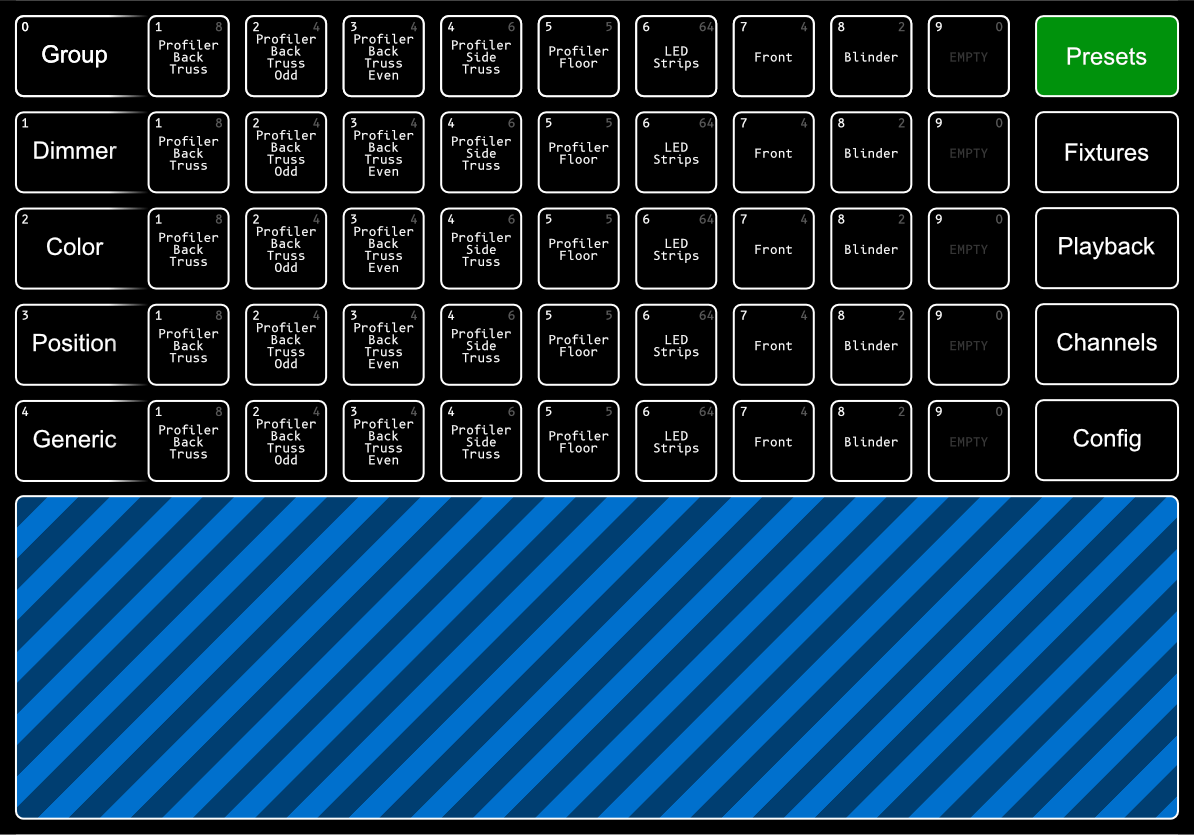 0 Group 1 8 Profiler Back Truss 2 4 Profiler Back Truss Odd 3 4 Profiler Back Truss Even 4 6 Profiler Side Truss 5 5 Profiler Floor 6 64 LED Strips 7 4 Front 8 2 Blinder 9 0 EMPTY Presets
1 Dimmer 1 8 Profiler Back Truss 2 4 Profiler Back Truss Odd 3 4 Profiler Back Truss Even 4 6 Profiler Side Truss 5 5 Profiler Floor 6 64 LED Strips 7 4 Front 8 2 Blinder 9 0 EMPTY Fixtures
2 Color 1 8 Profiler Back Truss 2 4 Profiler Back Truss Odd 3 4 Profiler Back Truss Even 4 6 Profiler Side Truss 5 5 Profiler Floor 6 64 LED Strips 7 4 Front 8 2 Blinder 9 0 EMPTY Playback
3 Position 1 8 Profiler Back Truss 2 4 Profiler Back Truss Odd 3 4 Profiler Back Truss Even 4 6 Profiler Side Truss 5 5 Profiler Floor 6 64 LED Strips 7 4 Front 8 2 Blinder 9 0 EMPTY Channels
4 Generic 1 8 Profiler Back Truss 2 4 Profiler Back Truss Odd 3 4 Profiler Back Truss Even 4 6 Profiler Side Truss 5 5 Profiler Floor 6 64 LED Strips 7 4 Front 8 2 Blinder 9 0 EMPTY Config